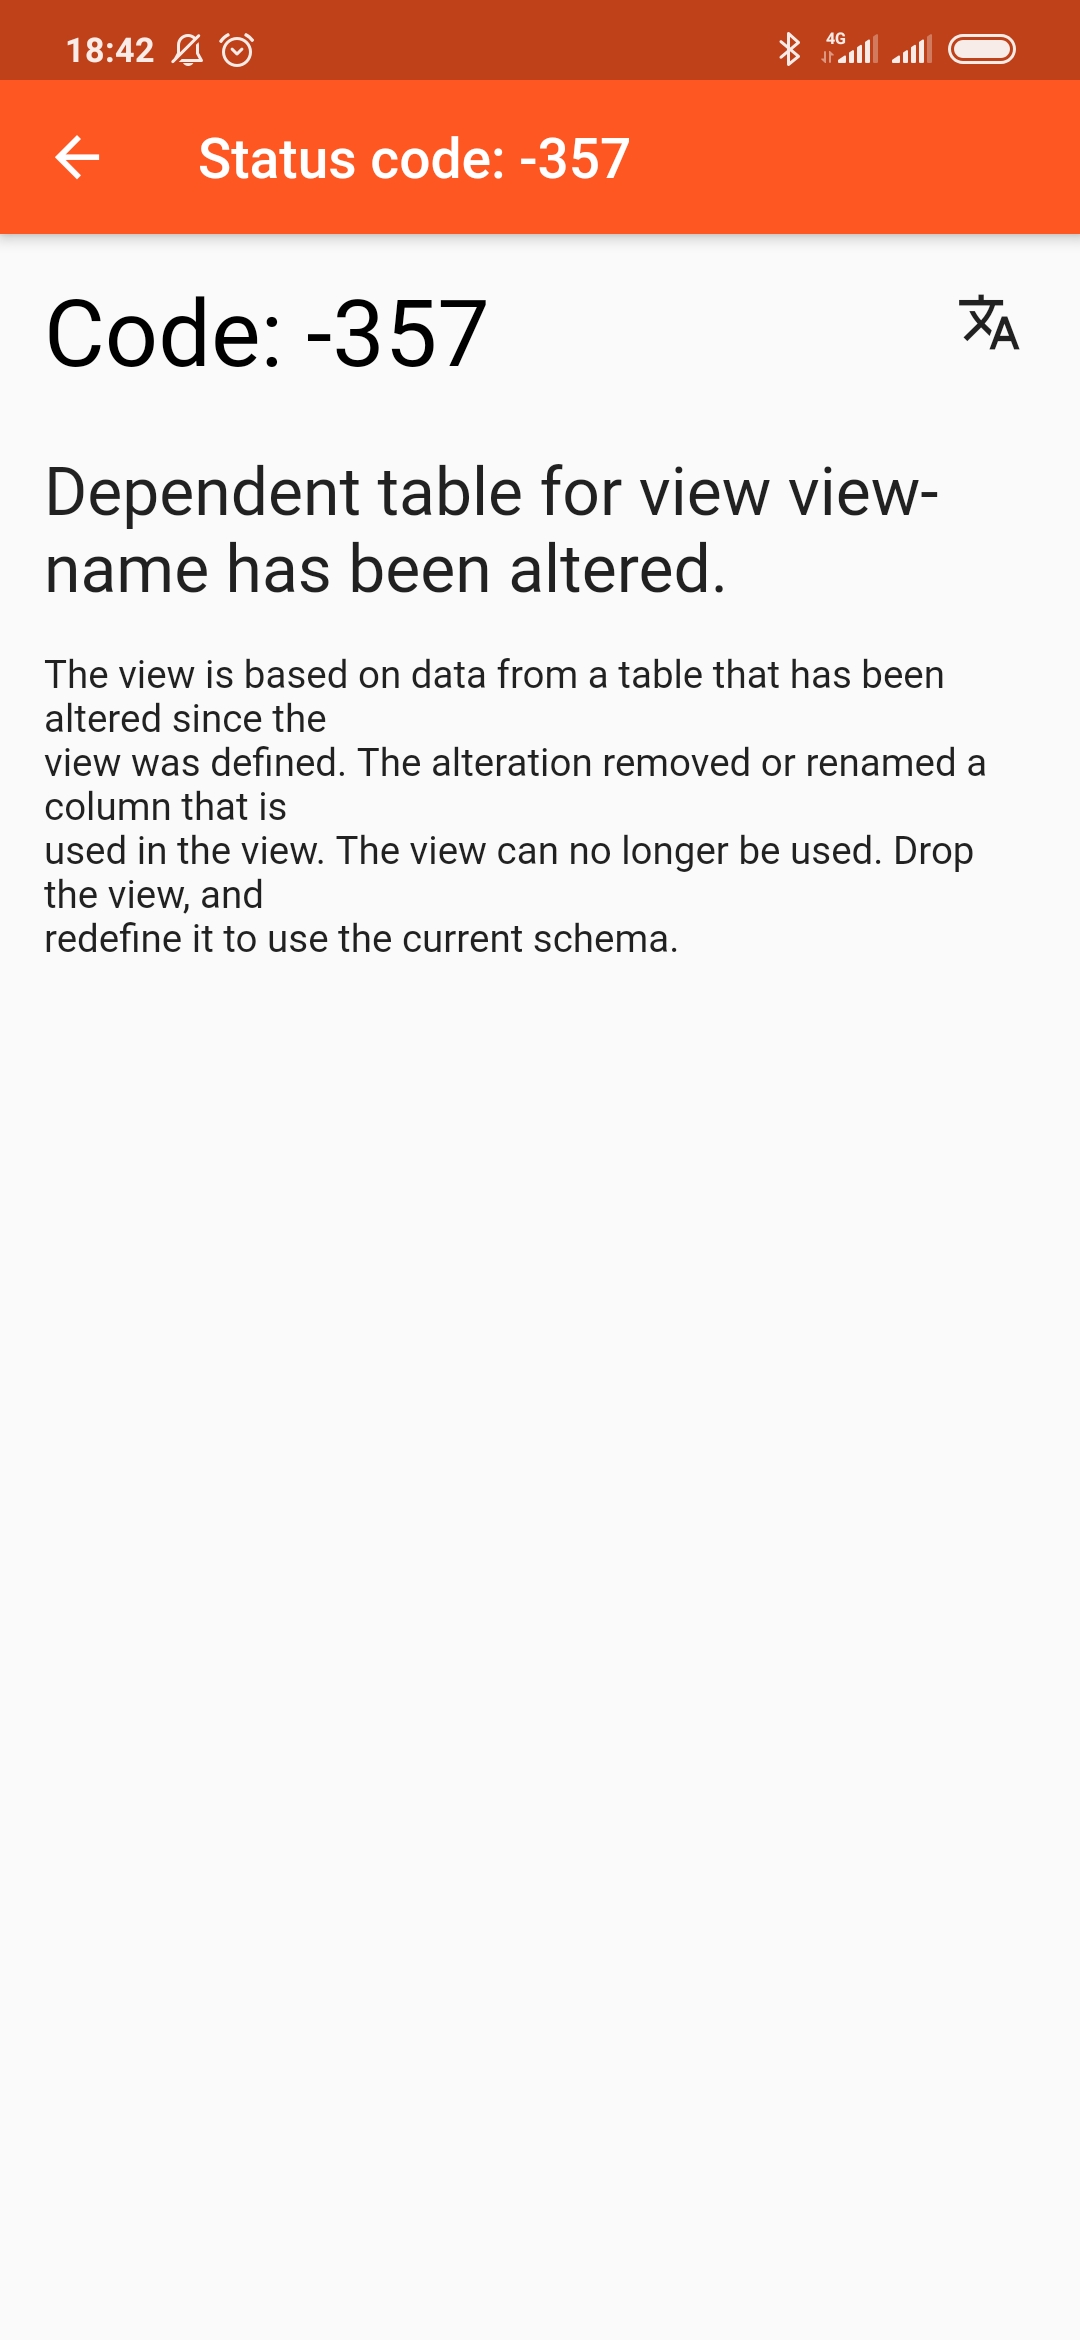 18:42
4G
Status code: -357
Code: -357
Dependent table for view view-
name has been altered.
The view is based on data from a table that has been
altered since the
view was defined. The alteration removed or renamed a
column that is
used in the view. The view can no longer be used. Drop
the view, and
redefine it to use the current schema.